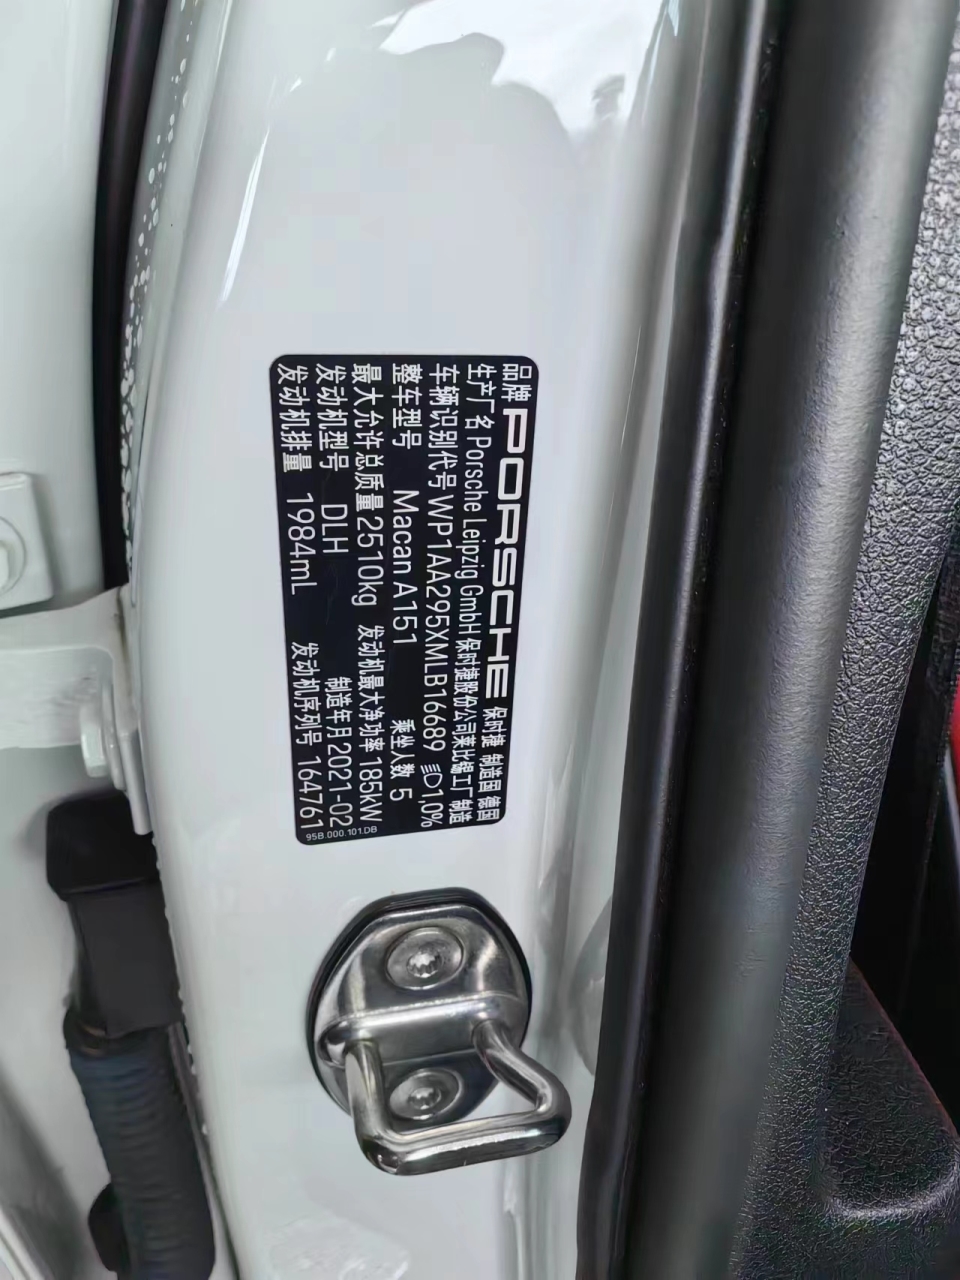 品牌 PORSCHE 保时捷 制造国 德国
生产厂名 Porsche Leipzig GmbH 保时捷股份公司莱比锡工厂制造
车辆识别代号 WP1AA295XMLB16689 1.0%
整车型号 Macan A151 乘坐人数 5
最大允许总质量 2510kg 发动机最大净功率 185kW
发动机型号 DLH 制造年月 2021-02
发动机排量 1984mL 发动机序列号 164761
95B.000.101.DB